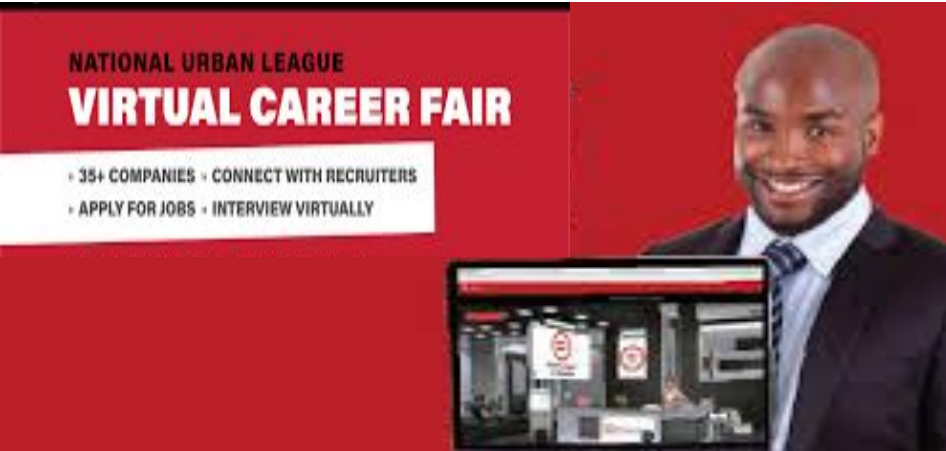 NATIONAL URBAN LEAGUE
VIRTUAL CAREER FAIR
› 35+ COMPANIES › CONNECT WITH RECRUITERS
› APPLY FOR JOBS › INTERVIEW VIRTUALLY